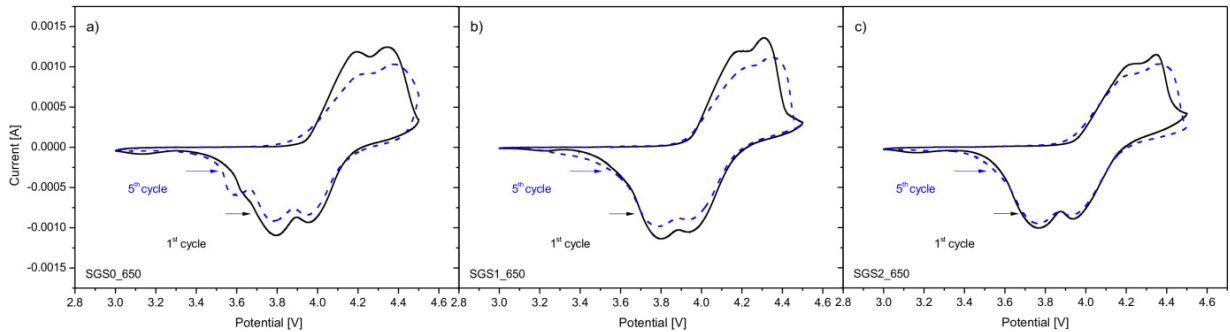 a)
b)
c)
0.0015
0.0010
0.0005
0.0000
-0.0005
-0.0010
-0.0015
Current [A]
5th cycle
1st cycle
SGS0_650
5th cycle
1st cycle
SGS1_650
5th cycle
1st cycle
SGS2_650
2.8 3.0 3.2 3.4 3.6 3.8 4.0 4.2 4.4 4.6
2.8 3.0 3.2 3.4 3.6 3.8 4.0 4.2 4.4 4.6
2.8 3.0 3.2 3.4 3.6 3.8 4.0 4.2 4.4 4.6
Potential [V]
Potential [V]
Potential [V]